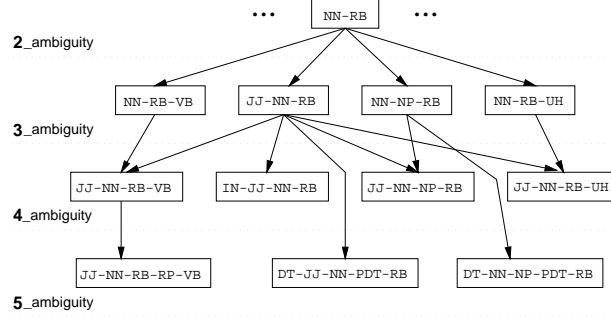 ... NN-RB ...
2_ambiguity
NN-RB-VB JJ-NN-RB NN-NP-RB NN-RB-UH
3_ambiguity
JJ-NN-RB-VB IN-JJ-NN-RB JJ-NN-NP-RB JJ-NN-RB-UH
4_ambiguity
JJ-NN-RB-RP-VB DT-JJ-NN-PDT-RB DT-NN-NP-PDT-RB
5_ambiguity